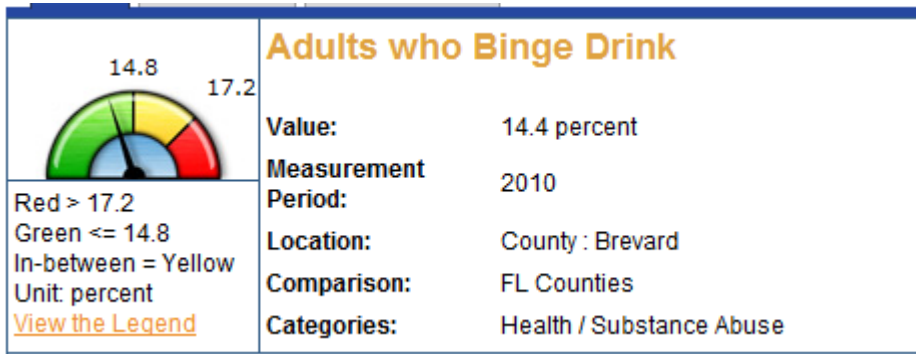 Adults who Binge Drink
14.8
17.2
Value: 14.4 percent
Measurement
Period: 2010
Location: County : Brevard
Comparison: FL Counties
Categories: Health / Substance Abuse
Red > 17.2
Green <= 14.8
In-between = Yellow
Unit: percent
View the Legend